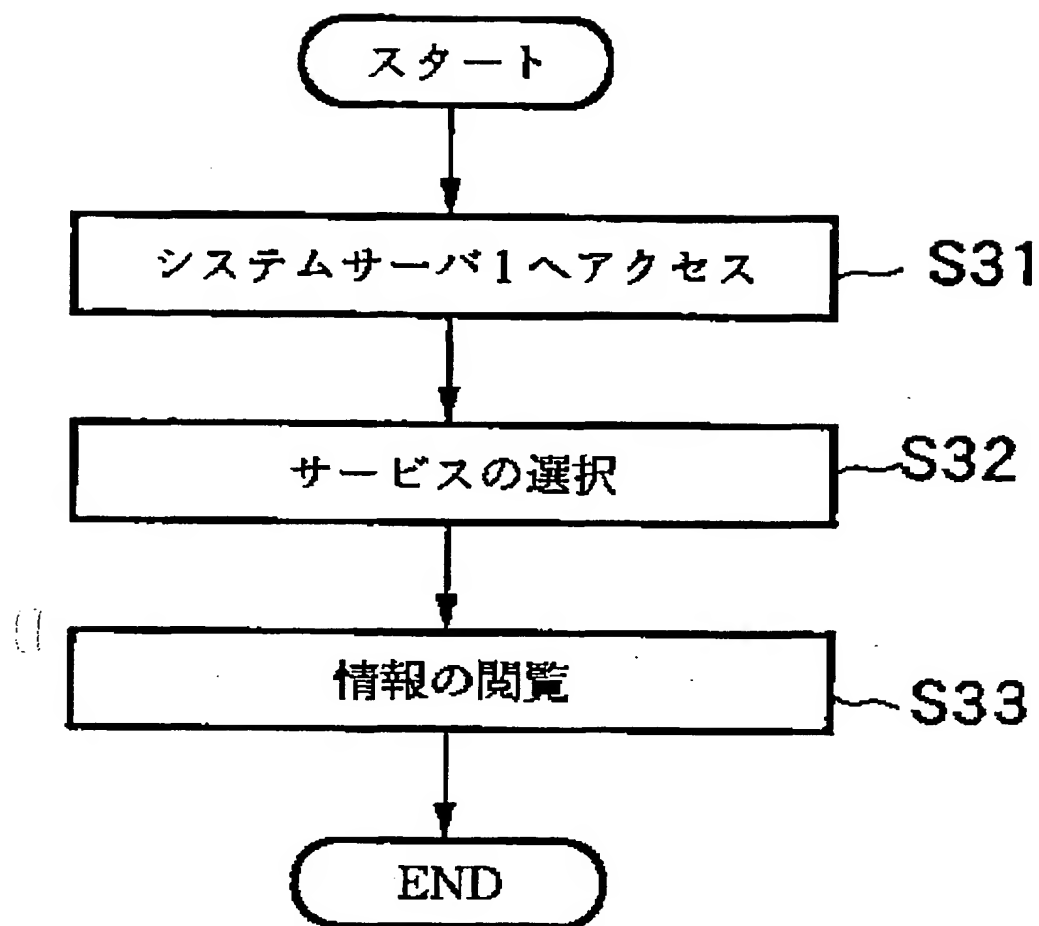 スタート
システムサーバ1へアクセス
S31
サービスの選択
S32
情報の閲覧
S33
END